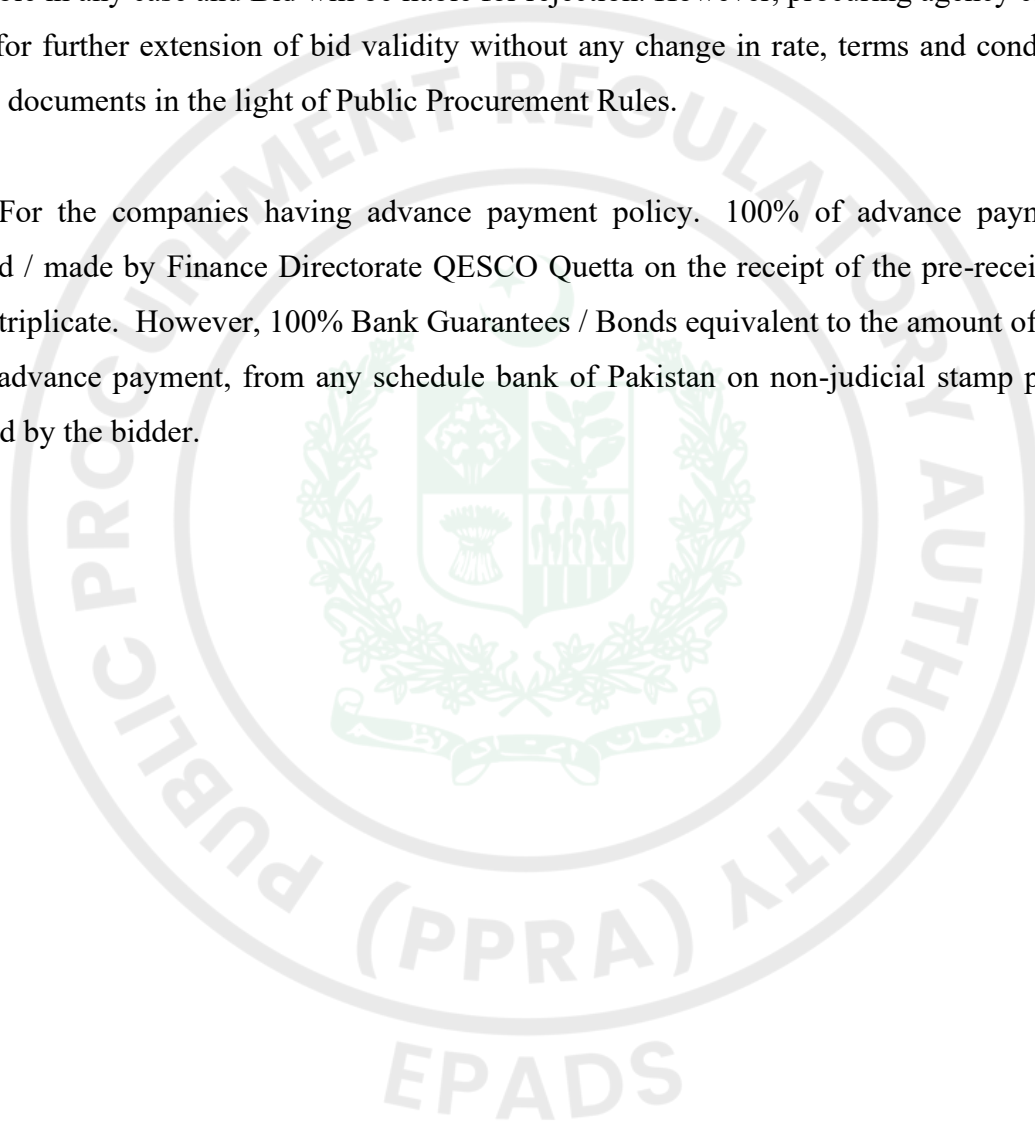 in any case and Bid will be liable for rejection. However, procuring agency
for further extension of bid validity without any change in rate, terms and cond
documents in the light of Public Procurement Rules.
For the companies having advance payment policy. 100% of advance paym
d / made by Finance Directorate QESCO Quetta on the receipt of the pre-recei
triplicate. However, 100% Bank Guarantees / Bonds equivalent to the amount of
advance payment, from any schedule bank of Pakistan on non-judicial stamp p
d by the bidder.
PUBLIC PROCUREMENT REGULATORY AUTHORITY
(PPRA)
EPADS